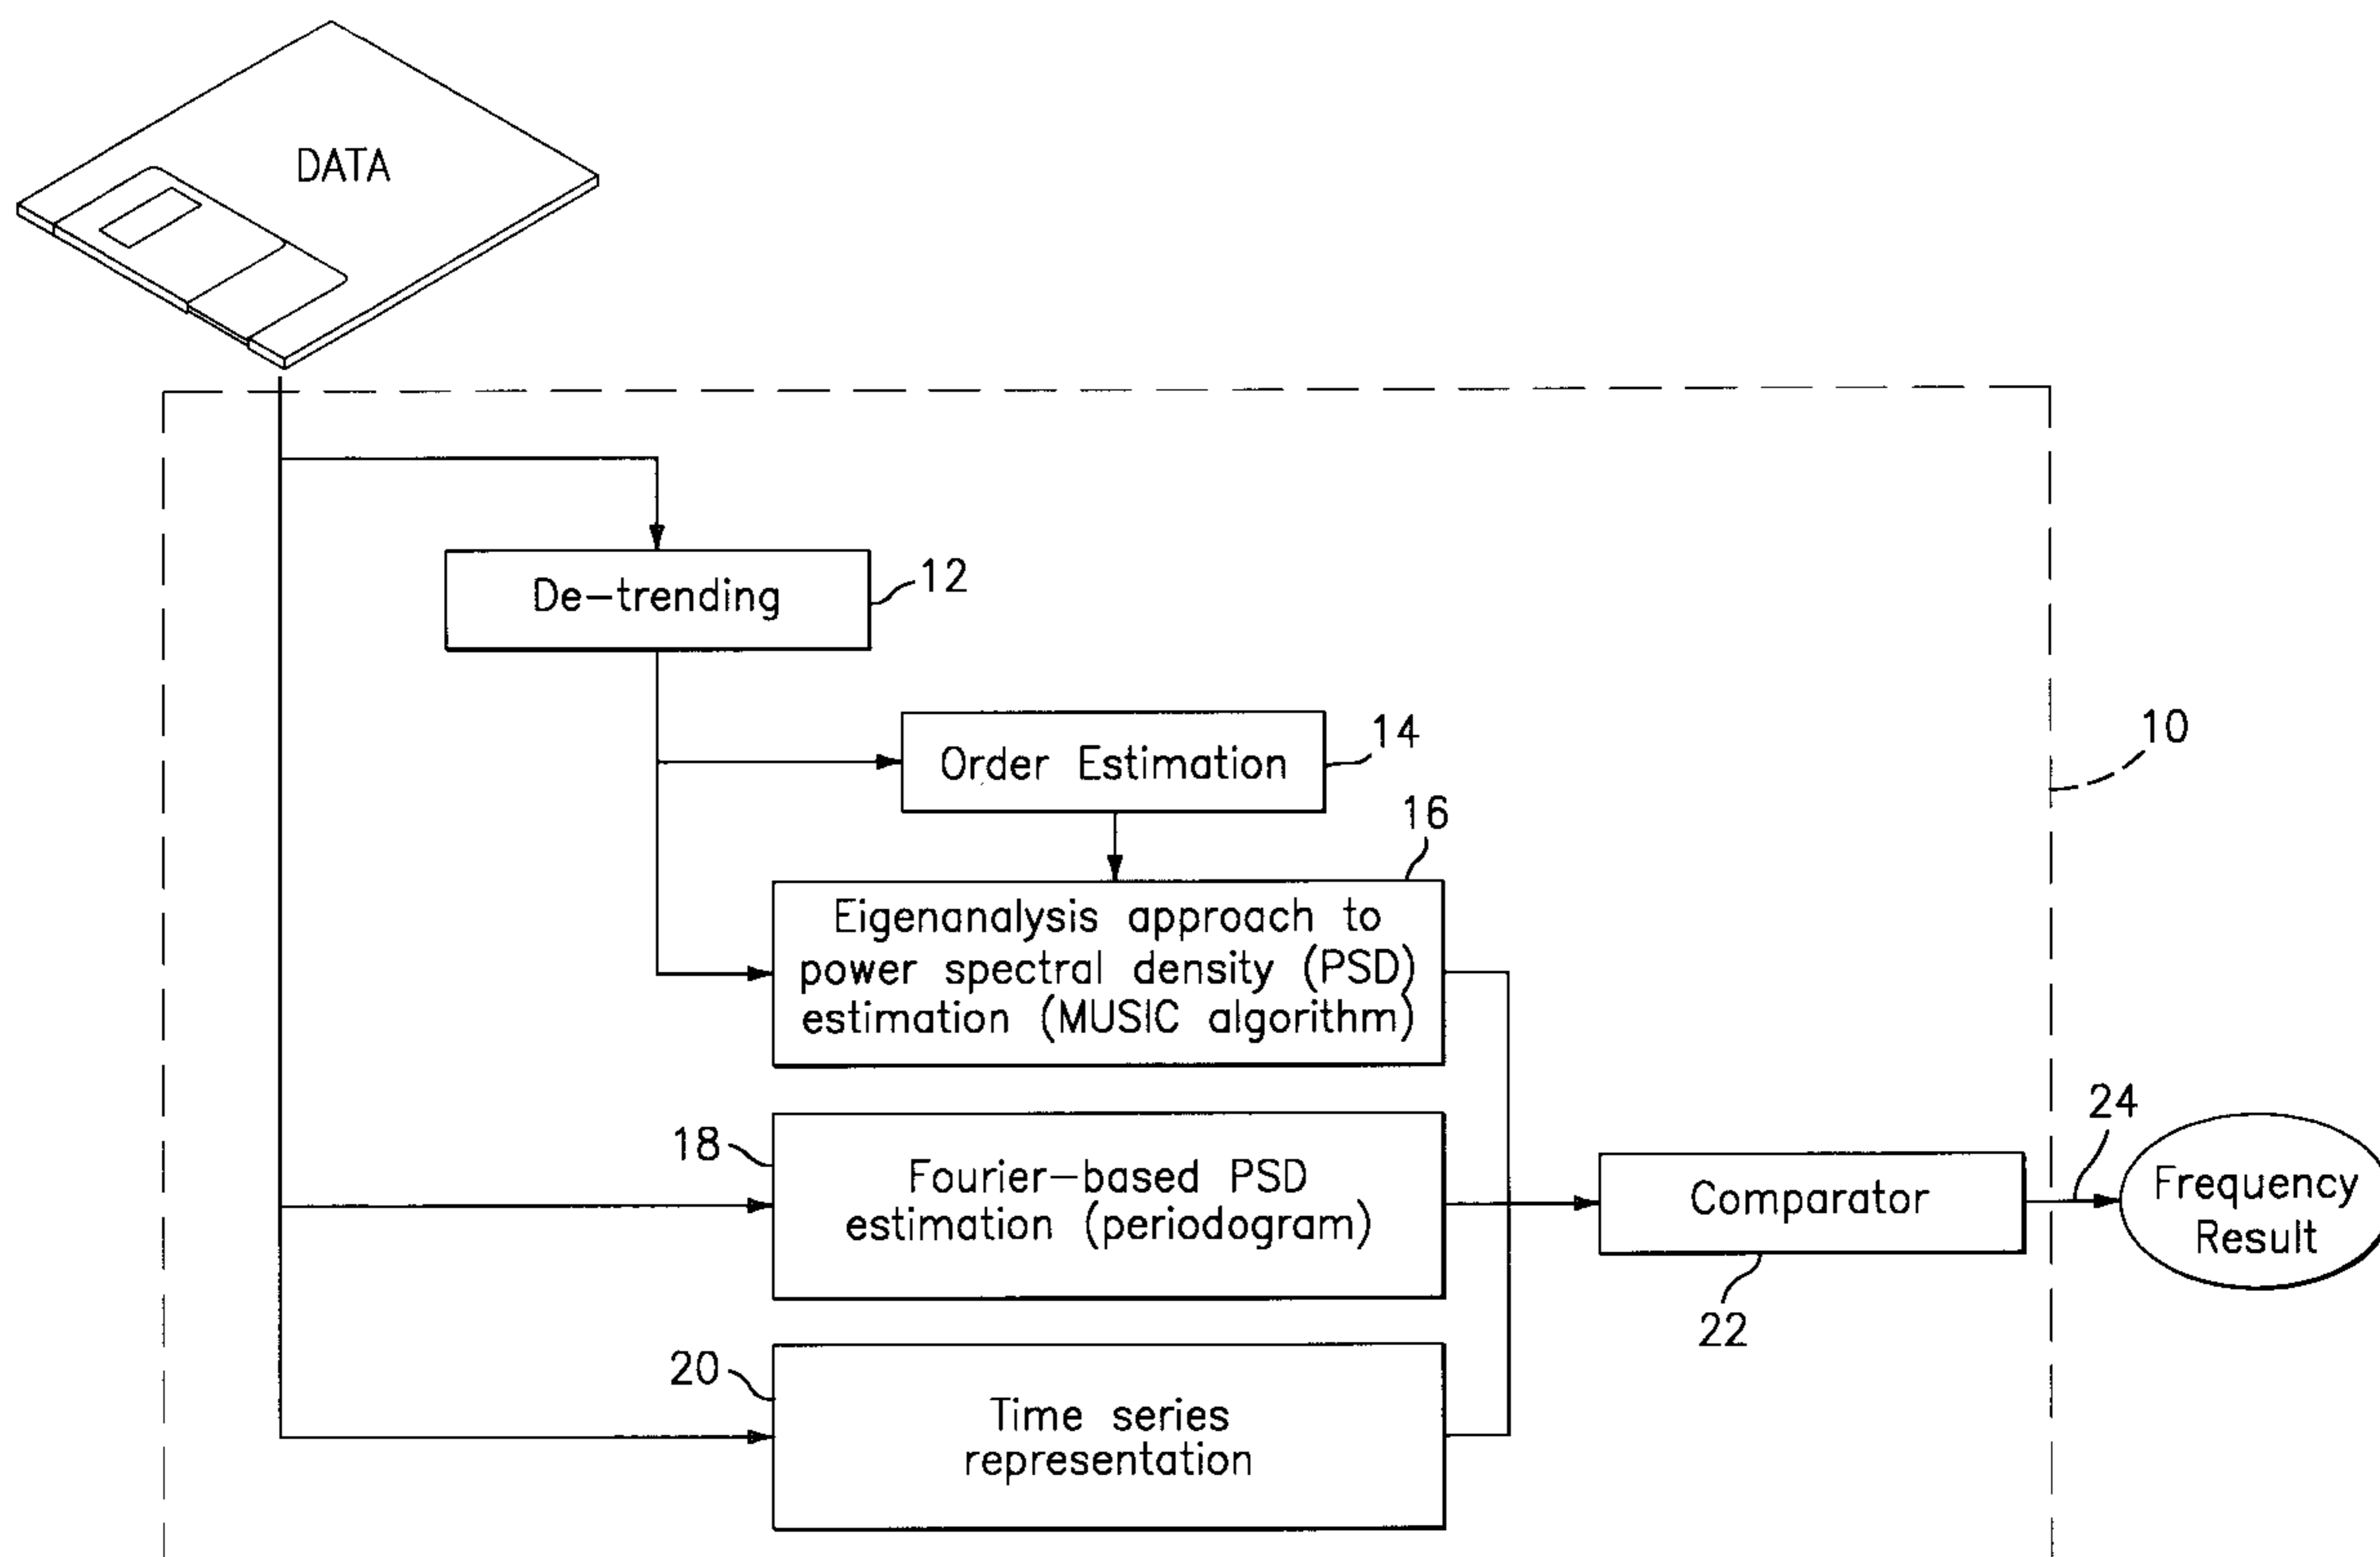 DATA
De-trending
12
Order Estimation
14
10
16
Eigenanalysis approach to
power spectral density (PSD)
estimation (MUSIC algorithm)
18
Fourier-based PSD
estimation (periodogram)
Comparator
22
24
Frequency
Result
20
Time series
representation